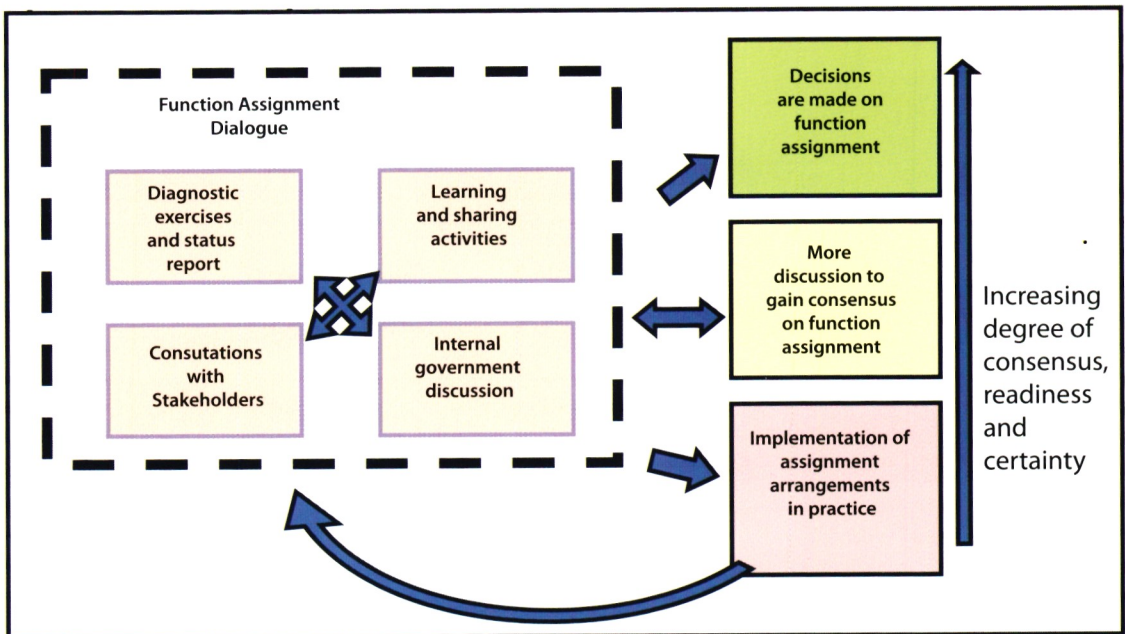 Function Assignment
Dialogue
Diagnostic
exercises
and status
report
Learning
and sharing
activities
Consutations
with
Stakeholders
Internal
government
discussion
Decisions
are made on
function
assignment
More
discussion to
gain consensus
on function
assignment
Implementation of
assignment
arrangements
in practice
Increasing
degree of
consensus,
readiness
and
certainty